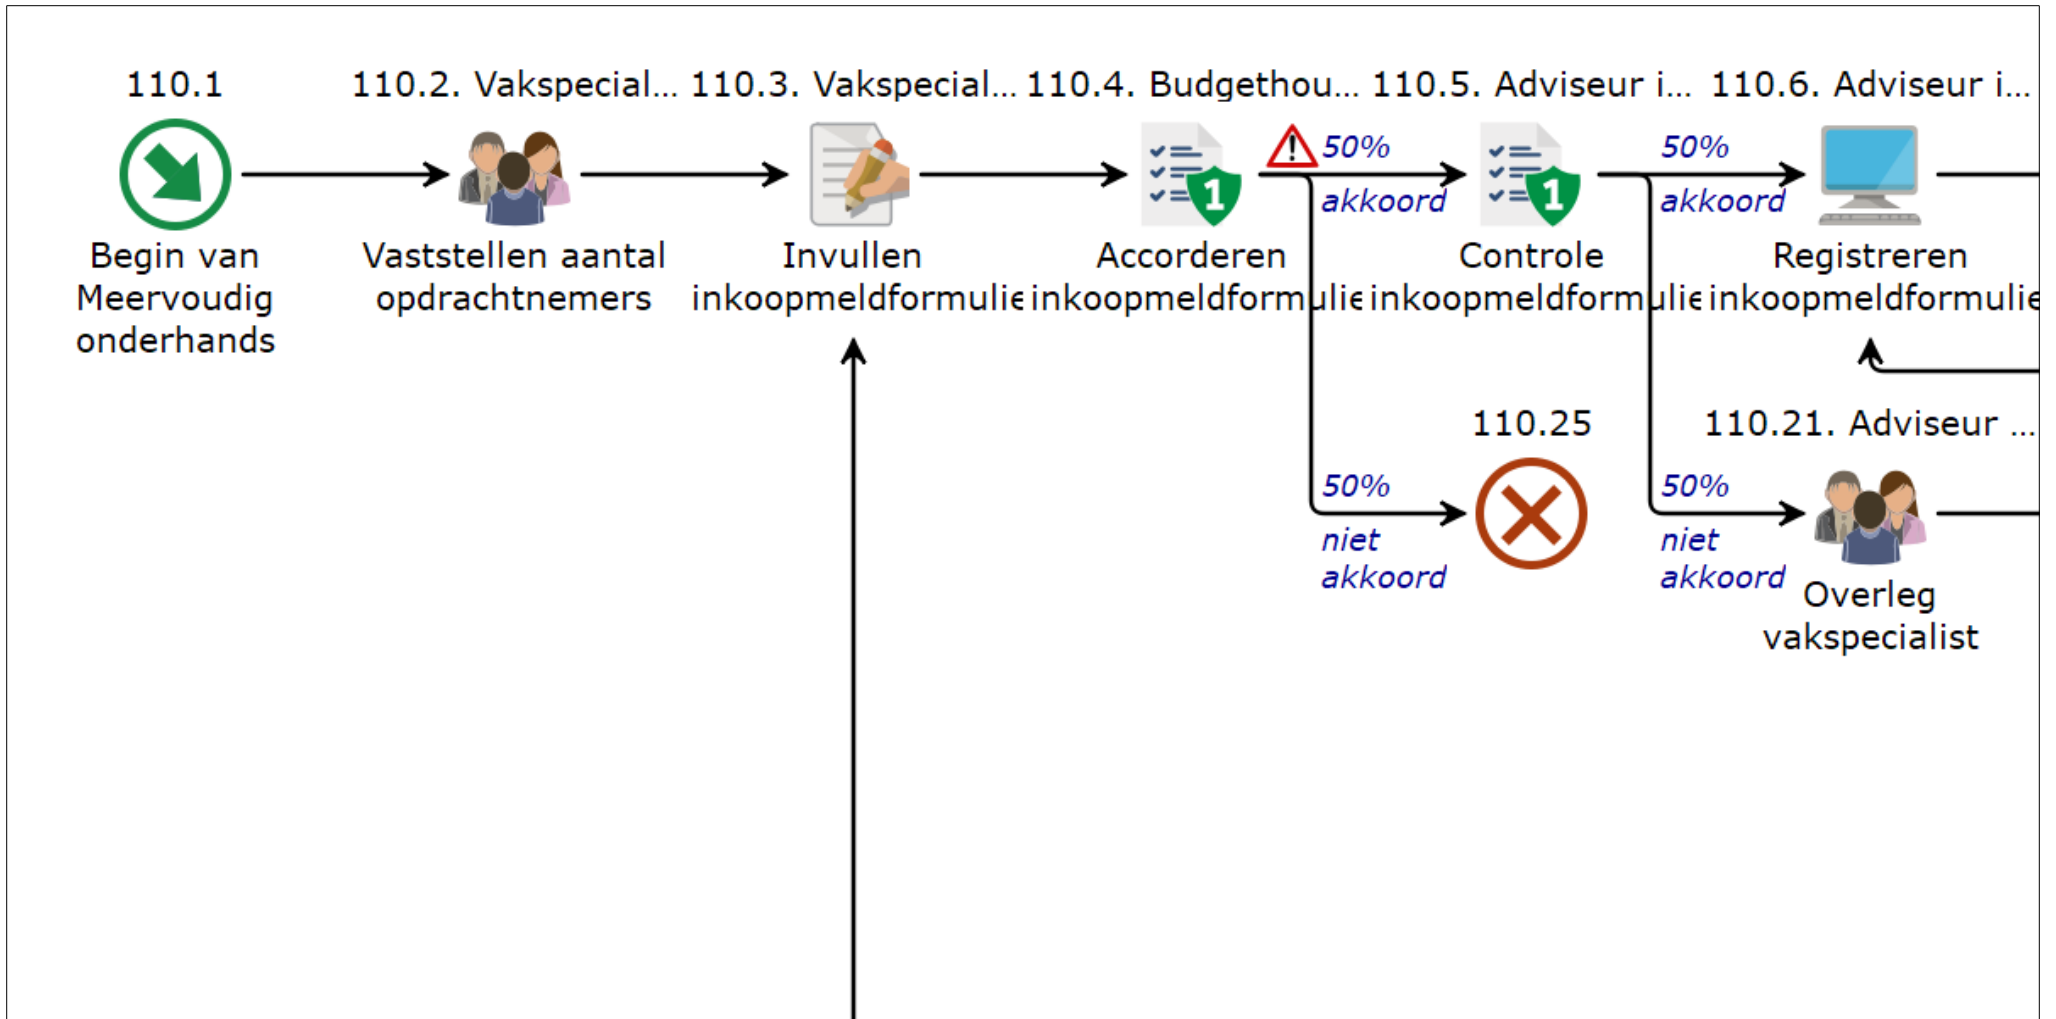 110.1
110.2. Vakspecial...
110.3. Vakspecial...
110.4. Budgethou...
110.5. Adviseur i...
110.6. Adviseur i...
50%
akkoord
50%
akkoord
1
1
Begin van
Meervoudig
onderhands
Vaststellen aantal
opdrachtnemers
Invullen
inkoopmeldformulie
Accorderen
inkoopmeldformulie
Controle
inkoopmeldformulie
Registreren
inkoopmeldformulie
110.25
110.21. Adviseur ...
50%
niet
akkoord
50%
niet
akkoord
Overleg
vakspecialist